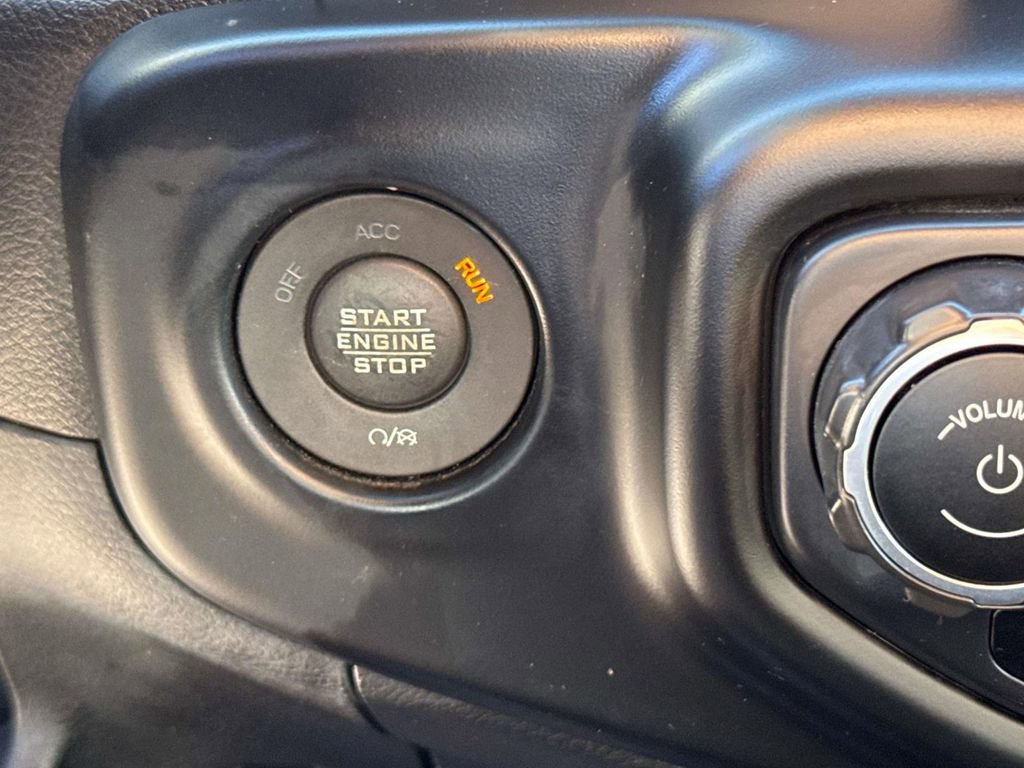 OFF
ACC
RUN
START
ENGINE
STOP
VOLUM